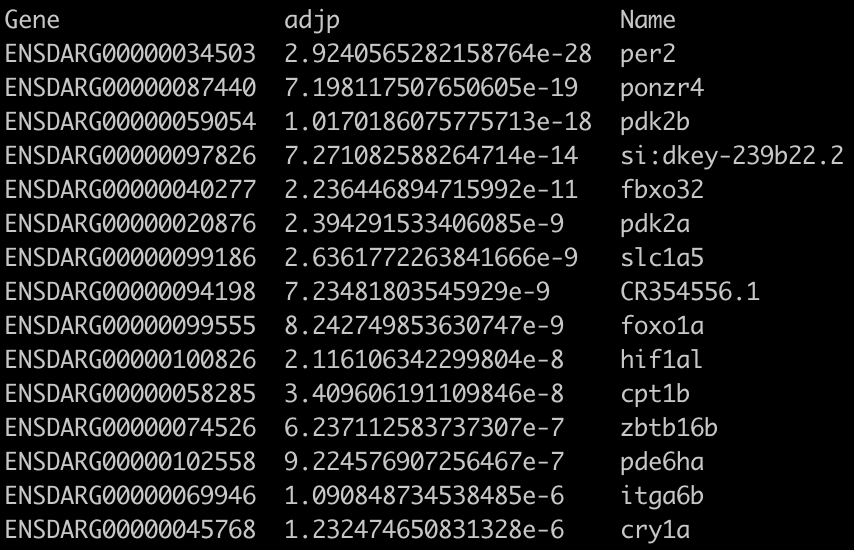 Gene adjp Name
ENSDARG00000034503 2.9240565282158764e-28 per2
ENSDARG00000087440 7.198117507650605e-19 ponzr4
ENSDARG00000059054 1.0170186075775713e-18 pdk2b
ENSDARG00000097826 7.271082588264714e-14 si:dkey-239b22.2
ENSDARG00000040277 2.236446894715992e-11 fbxo32
ENSDARG00000020876 2.394291533406085e-9 pdk2a
ENSDARG00000099186 2.6361772263841666e-9 slc1a5
ENSDARG00000094198 7.23481803545929e-9 CR354556.1
ENSDARG00000099555 8.242749853630747e-9 foxo1a
ENSDARG00000100826 2.116106342299804e-8 hif1al
ENSDARG00000058285 3.409606191109846e-8 cpt1b
ENSDARG00000074526 6.237112583737307e-7 zbtb16b
ENSDARG00000102558 9.224576907256467e-7 pde6ha
ENSDARG00000069946 1.090848734538485e-6 itga6b
ENSDARG00000045768 1.232474650831328e-6 cry1a